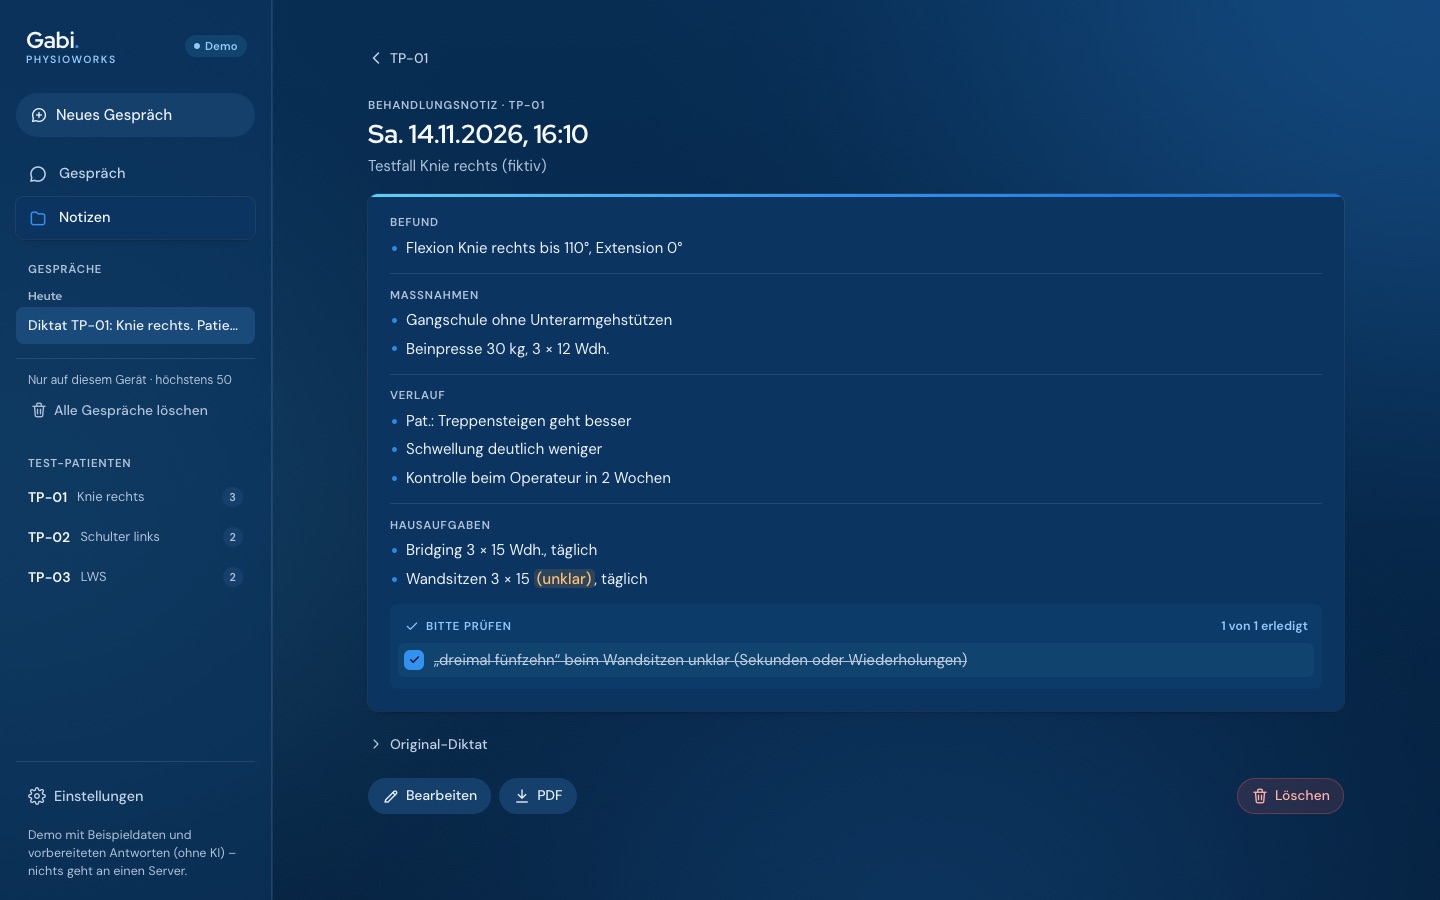 Gabi.
PHYSIOWORKS
Demo
Neues Gespräch
Gespräch
Notizen
GESPRÄCHE
Heute
Diktat TP-01: Knie rechts. Patie...
Nur auf diesem Gerät · höchstens 50
Alle Gespräche löschen
TEST-PATIENTEN
TP-01 Knie rechts 3
TP-02 Schulter links 2
TP-03 LWS 2
Einstellungen
Demo mit Beispieldaten und
vorbereiteten Antworten (ohne KI) –
nichts geht an einen Server.
TP-01
BEHANDLUNGSNOTIZ · TP-01
Sa. 14.11.2026, 16:10
Testfall Knie rechts (fiktiv)
BEFUND
Flexion Knie rechts bis 110°, Extension 0°
MASSNAHMEN
Gangschule ohne Unterarmgehstützen
Beinpresse 30 kg, 3 × 12 Wdh.
VERLAUF
Pat.: Treppensteigen geht besser
Schwellung deutlich weniger
Kontrolle beim Operateur in 2 Wochen
HAUSAUFGABEN
Bridging 3 × 15 Wdh., täglich
Wandsitzen 3 × 15 (unklar), täglich
BITTE PRÜFEN 1 von 1 erledigt
„dreimal fünfzehn“ beim Wandsitzen unklar (Sekunden oder Wiederholungen)
Original-Diktat
Bearbeiten PDF Löschen